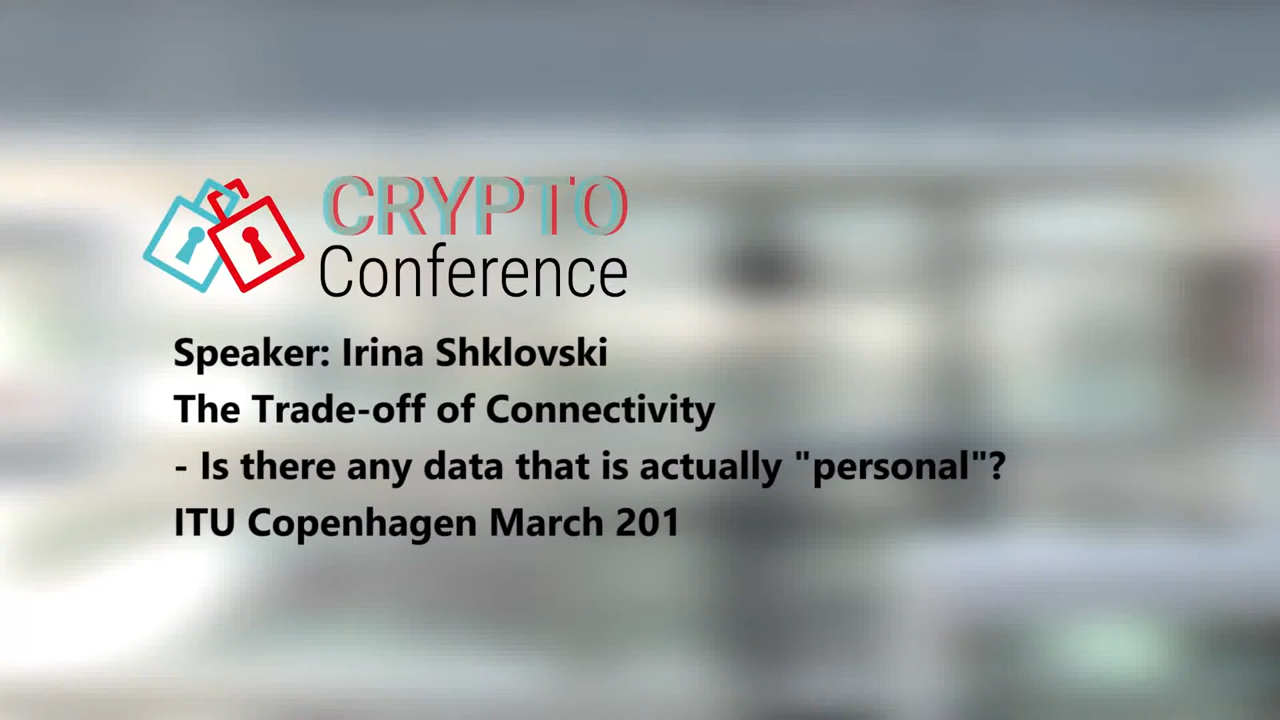 CRYPTO
Conference
Speaker: Irina Shklovski
The Trade-off of Connectivity
- Is there any data that is actually "personal"?
ITU Copenhagen March 201